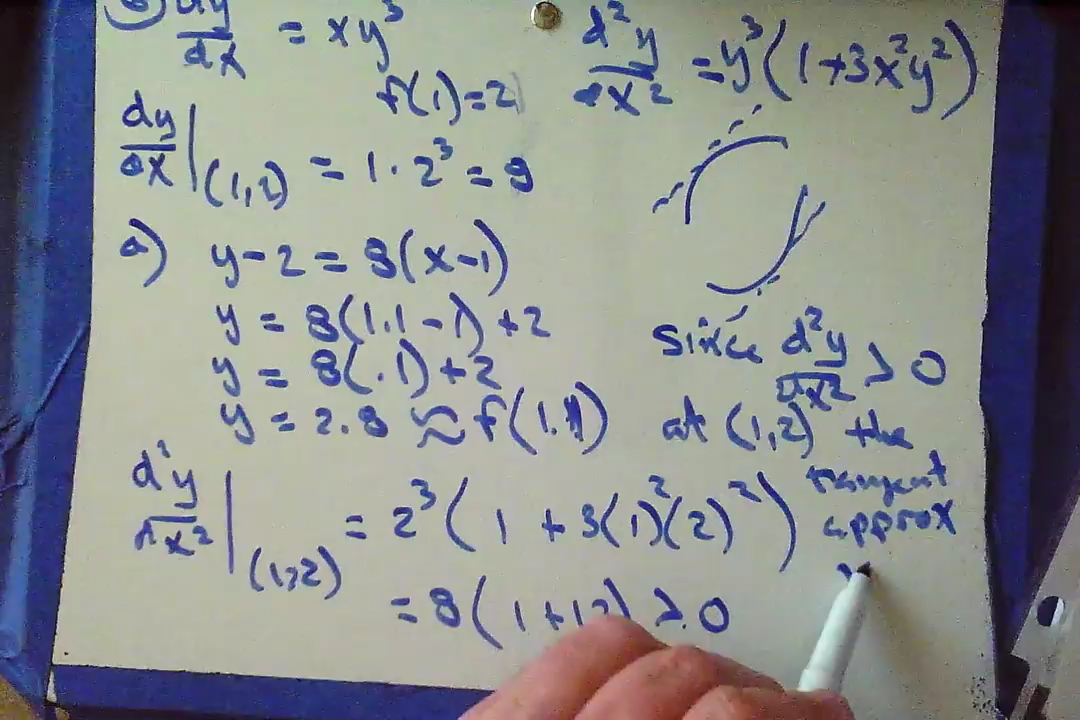 dy/dx = xy³
f(1)=2
d²y/dx² = y³(1+3x²y²)
dy/dx |(1,2) = 1·2³ = 8
a) y-2 = 8(x-1)
y = 8(1.1-1)+2
y = 8(.1)+2
y = 2.8 ≈ f(1.1)
d²y/dx² |(1,2) = 2³(1+3(1)²(2)²)
= 8(1+12) > 0
Since d²y/dx² > 0
at (1,2) the
tangent
approx